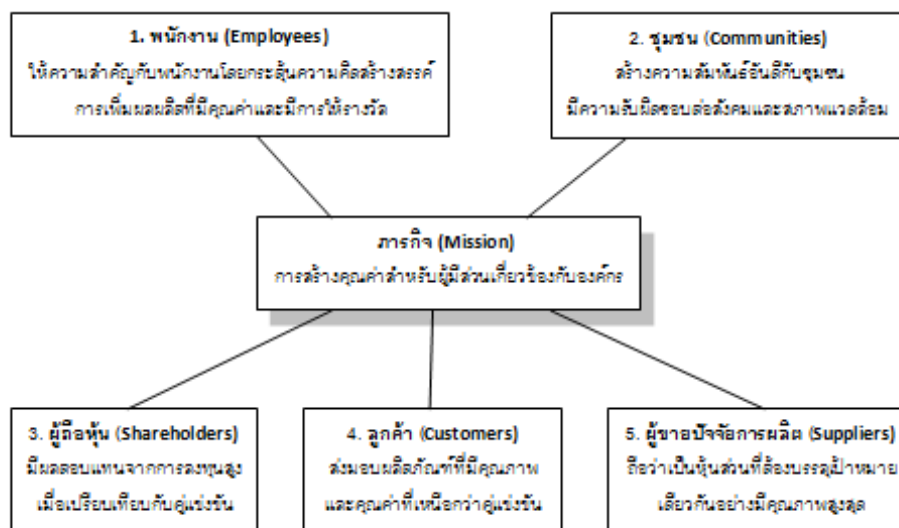 1. พนักงาน (Employees)
ให้ความสำคัญกับพนักงานโดยกระตุ้นความคิดสร้างสรรค์
การเพิ่มผลผลิตที่มีคุณค่าและมีการให้รางวัล
2. ชุมชน (Communities)
สร้างความสัมพันธ์อันดีกับชุมชน
มีความรับผิดชอบต่อสังคมและสภาพแวดล้อม
ภารกิจ (Mission)
การสร้างคุณค่าสำหรับผู้มีส่วนเกี่ยวข้องกับองค์กร
3. ผู้ถือหุ้น (Shareholders)
มีผลตอบแทนจากการลงทุนสูง
เมื่อเปรียบเทียบกับคู่แข่งขัน
4. ลูกค้า (Customers)
ส่งมอบผลิตภัณฑ์ที่มีคุณภาพ
และคุณค่าที่เหนือกว่าคู่แข่งขัน
5. ผู้ขายปัจจัยการผลิต (Suppliers)
ถือว่าเป็นหุ้นส่วนที่ต้องบรรลุเป้าหมาย
เดียวกันอย่างมีคุณภาพสูงสุด